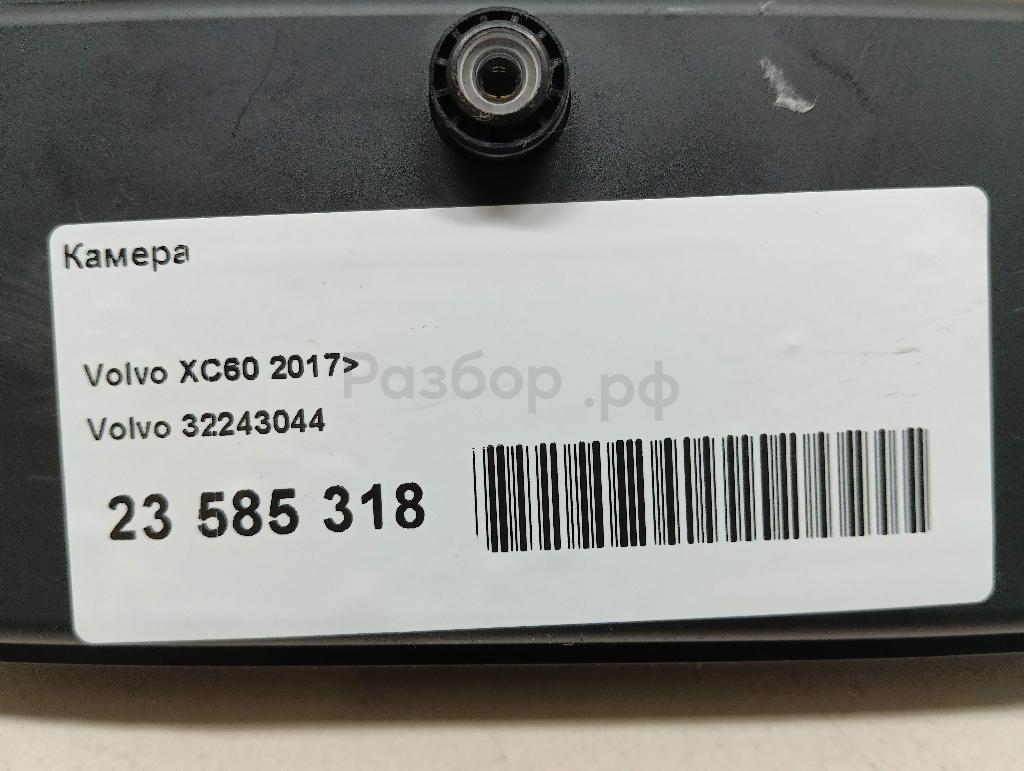 Камера
Volvo XC60 2017>
Разбор.рф
Volvo 32243044
23 585 318